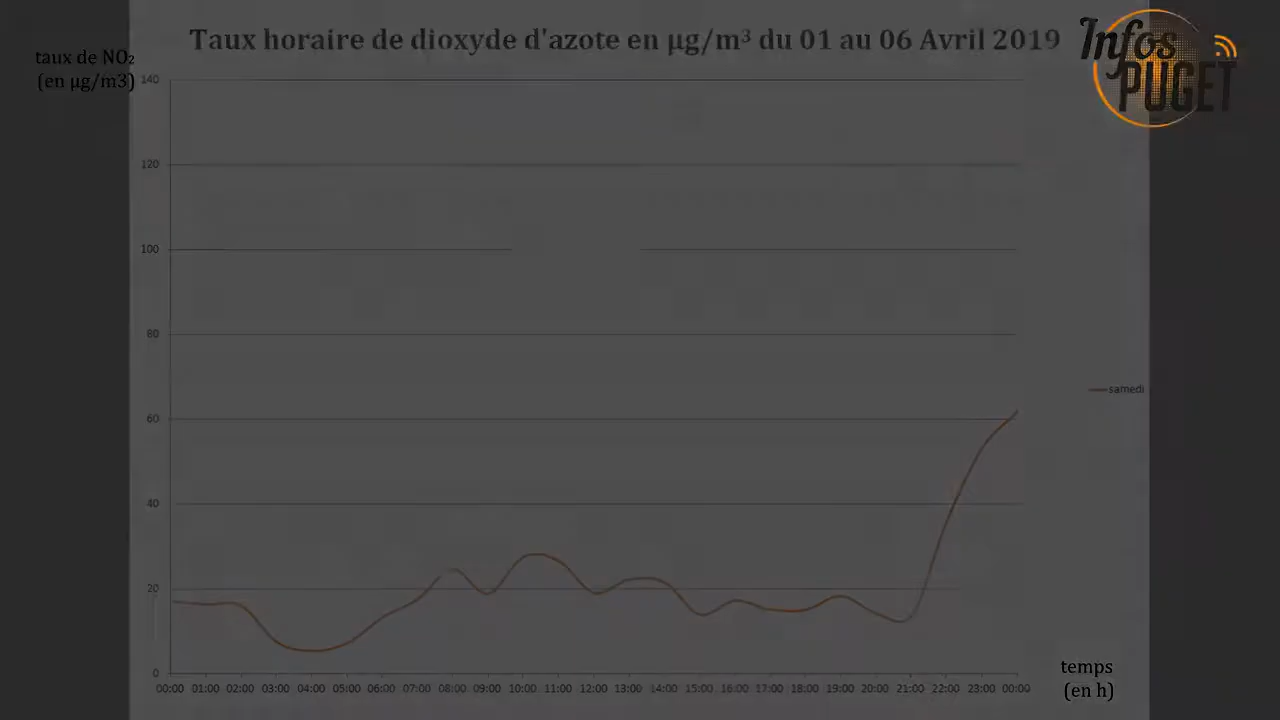 Taux horaire de dioxyde d'azote en µg/m³ du 01 au 06 Avril 2019
Infos
PUGET
taux de NO₂
(en µg/m3)
140
120
100
80
60
40
20
0
samedi
00:00 01:00 02:00 03:00 04:00 05:00 06:00 07:00 08:00 09:00 10:00 11:00 12:00 13:00 14:00 15:00 16:00 17:00 18:00 19:00 20:00 21:00 22:00 23:00 00:00
temps
(en h)